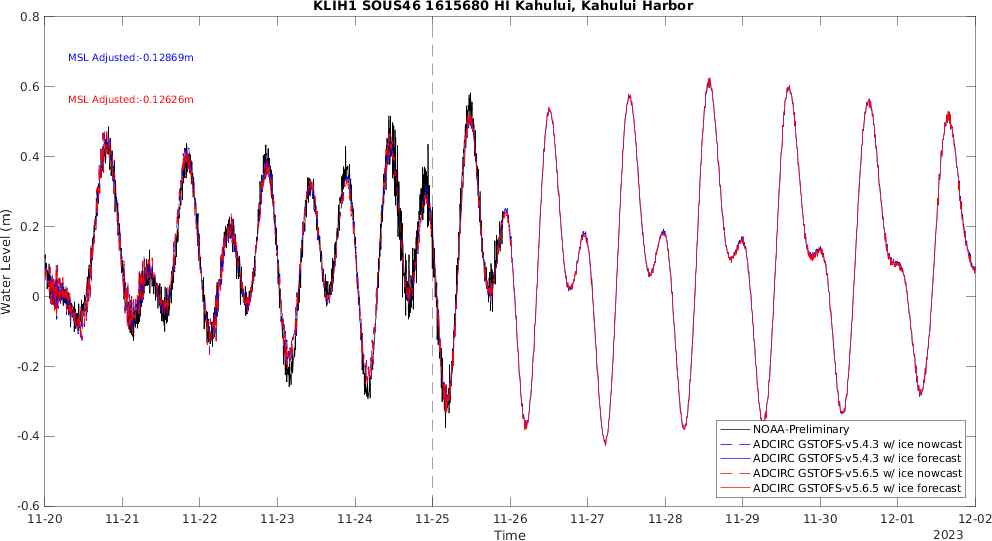 KLIH1 SOUS46 1615680 HI Kahului, Kahului Harbor
0.8
MSL Adjusted:-0.12869m
0.6
MSL Adjusted:-0.12626m
0.4
Water Level (m)
0.2
0
-0.2
-0.4
NOAA-Preliminary
ADCIRC GSTOFS-v5.4.3 w/ ice nowcast
ADCIRC GSTOFS-v5.4.3 w/ ice forecast
ADCIRC GSTOFS-v5.6.5 w/ ice nowcast
ADCIRC GSTOFS-v5.6.5 w/ ice forecast
-0.6
11-20 11-21 11-22 11-23 11-24 11-25 11-26 11-27 11-28 11-29 11-30 12-01 12-02
Time
2023